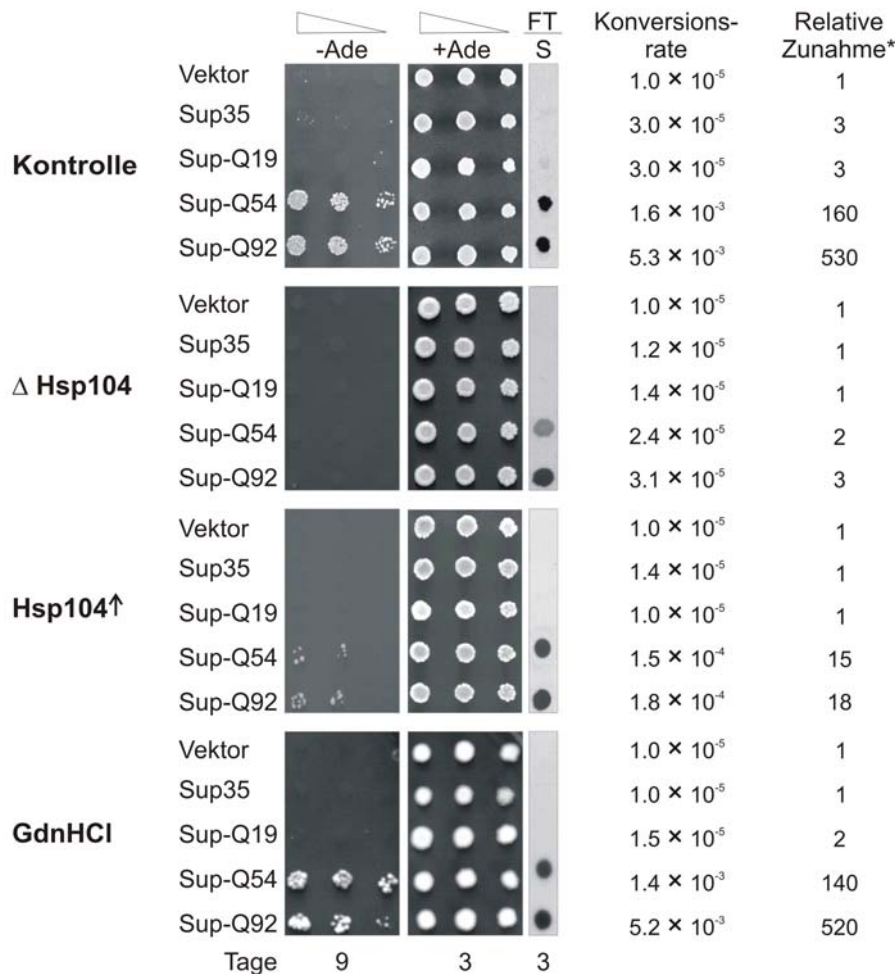 FT Konversions- Relative
-Ade +Ade S rate Zunahme*
Vektor 1.0 × 10⁻⁵ 1
Sup35 3.0 × 10⁻⁵ 3
Kontrolle Sup-Q19 3.0 × 10⁻⁵ 3
Sup-Q54 1.6 × 10⁻³ 160
Sup-Q92 5.3 × 10⁻³ 530
Vektor 1.0 × 10⁻⁵ 1
Sup35 1.2 × 10⁻⁵ 1
Δ Hsp104 Sup-Q19 1.4 × 10⁻⁵ 1
Sup-Q54 2.4 × 10⁻⁵ 2
Sup-Q92 3.1 × 10⁻⁵ 3
Vektor 1.0 × 10⁻⁵ 1
Sup35 1.4 × 10⁻⁵ 1
Hsp104↑ Sup-Q19 1.0 × 10⁻⁵ 1
Sup-Q54 1.5 × 10⁻⁴ 15
Sup-Q92 1.8 × 10⁻⁴ 18
Vektor 1.0 × 10⁻⁵ 1
Sup35 1.0 × 10⁻⁵ 1
GdnHCl Sup-Q19 1.5 × 10⁻⁵ 2
Sup-Q54 1.4 × 10⁻³ 140
Sup-Q92 5.2 × 10⁻³ 520
Tage 9 3 3